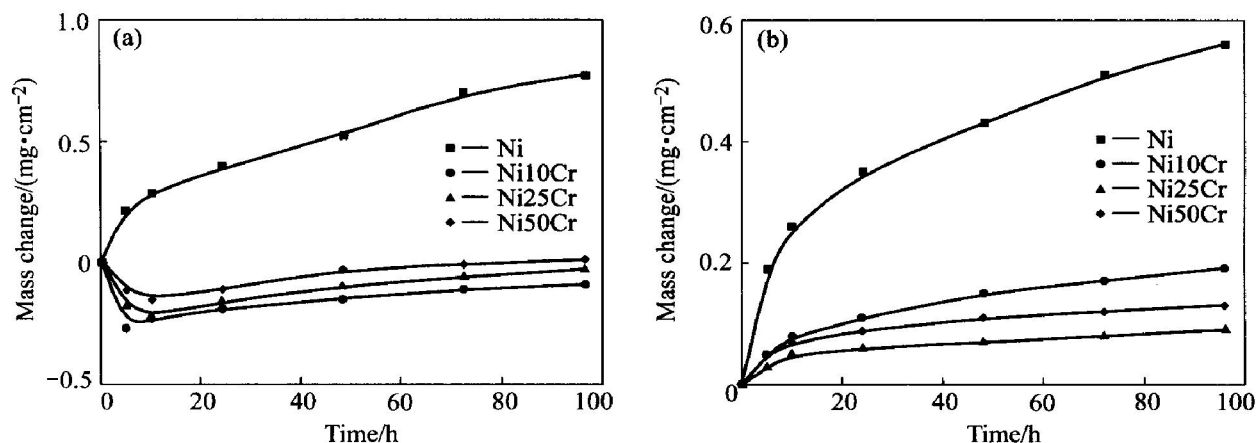 (a)
1.0
0.5
0
−0.5
Mass change/(mg•cm⁻²)
Ni
Ni10Cr
Ni25Cr
Ni50Cr
0 20 40 60 80 100
Time/h
(b)
0.6
0.4
0.2
0
Mass change/(mg•cm⁻²)
Ni
Ni10Cr
Ni25Cr
Ni50Cr
20 40 60 80 100
Time/h